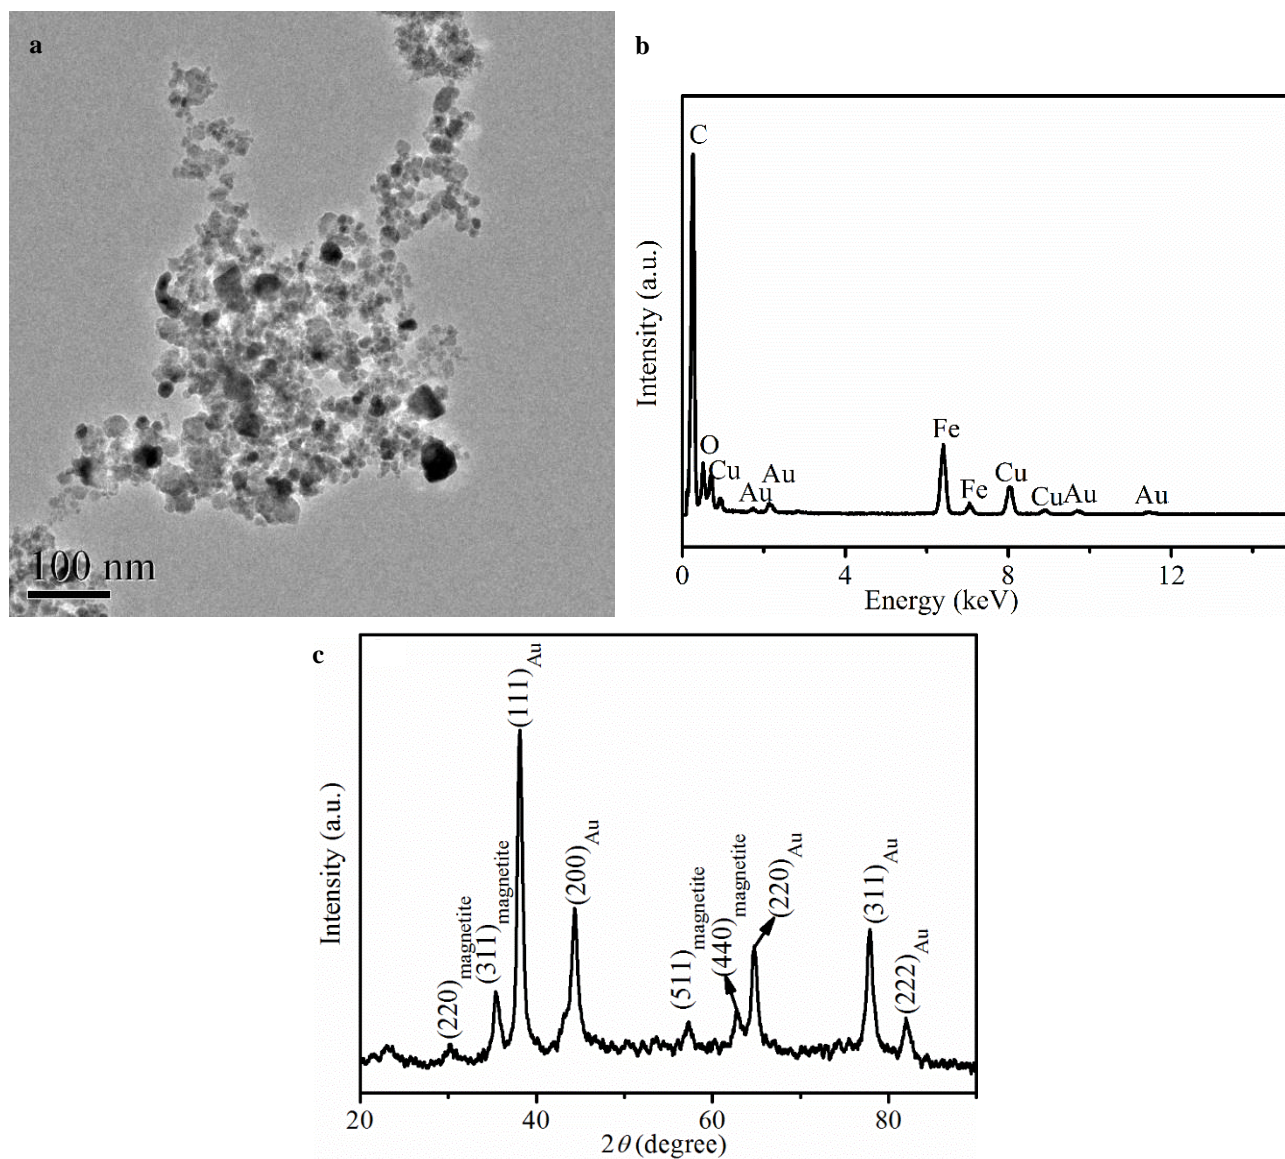 a
100 nm
b
Intensity (a.u.)
C
O
Cu
Au
Au
Fe
Fe
Cu
Cu
Au
Au
0
4
8
12
Energy (keV)
c
Intensity (a.u.)
(220)magnetite
(311)magnetite
(111)Au
(200)Au
(511)magnetite
(440)magnetite
(220)Au
(311)Au
(222)Au
20
40
60
80
2θ (degree)